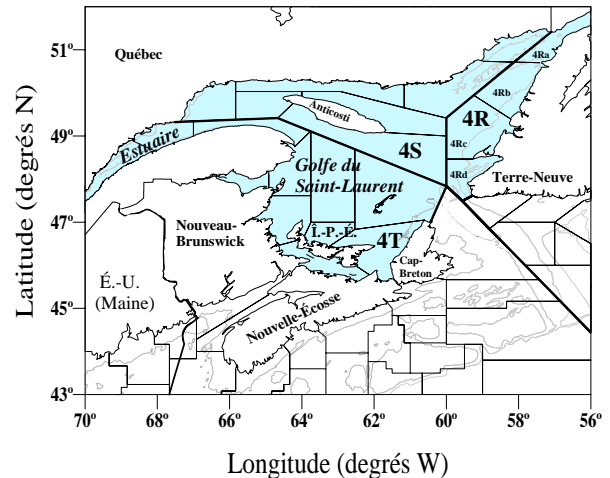 51º
Québec
4Ra
4Rb
Anticosti
4R
49º
Estuaire
4S
4Rc
Golfe du
Saint-Laurent
4Rd
Terre-Neuve
47º
Nouveau-
Brunswick
Î.-P.-É.
4T
Cap-
Breton
É.-U.
(Maine)
45º
Nouvelle-Écosse
43º
70º
68º
66º
64º
62º
60º
58º
56º
Latitude (degrés N)
Longitude (degrés W)